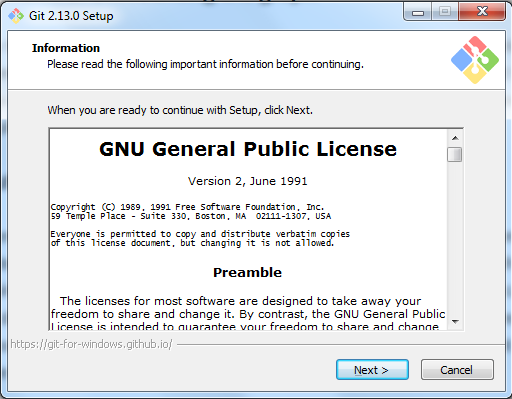 Git 2.13.0 Setup
Information
Please read the following important information before continuing.
When you are ready to continue with Setup, click Next.
GNU General Public License
Version 2, June 1991
Copyright (C) 1989, 1991 Free Software Foundation, Inc.
59 Temple Place - Suite 330, Boston, MA  02111-1307, USA
Everyone is permitted to copy and distribute verbatim copies
of this license document, but changing it is not allowed.
Preamble
The licenses for most software are designed to take away your
freedom to share and change it. By contrast, the GNU General Public
License is intended to guarantee your freedom to share and change
https://git-for-windows.github.io/
Next >
Cancel